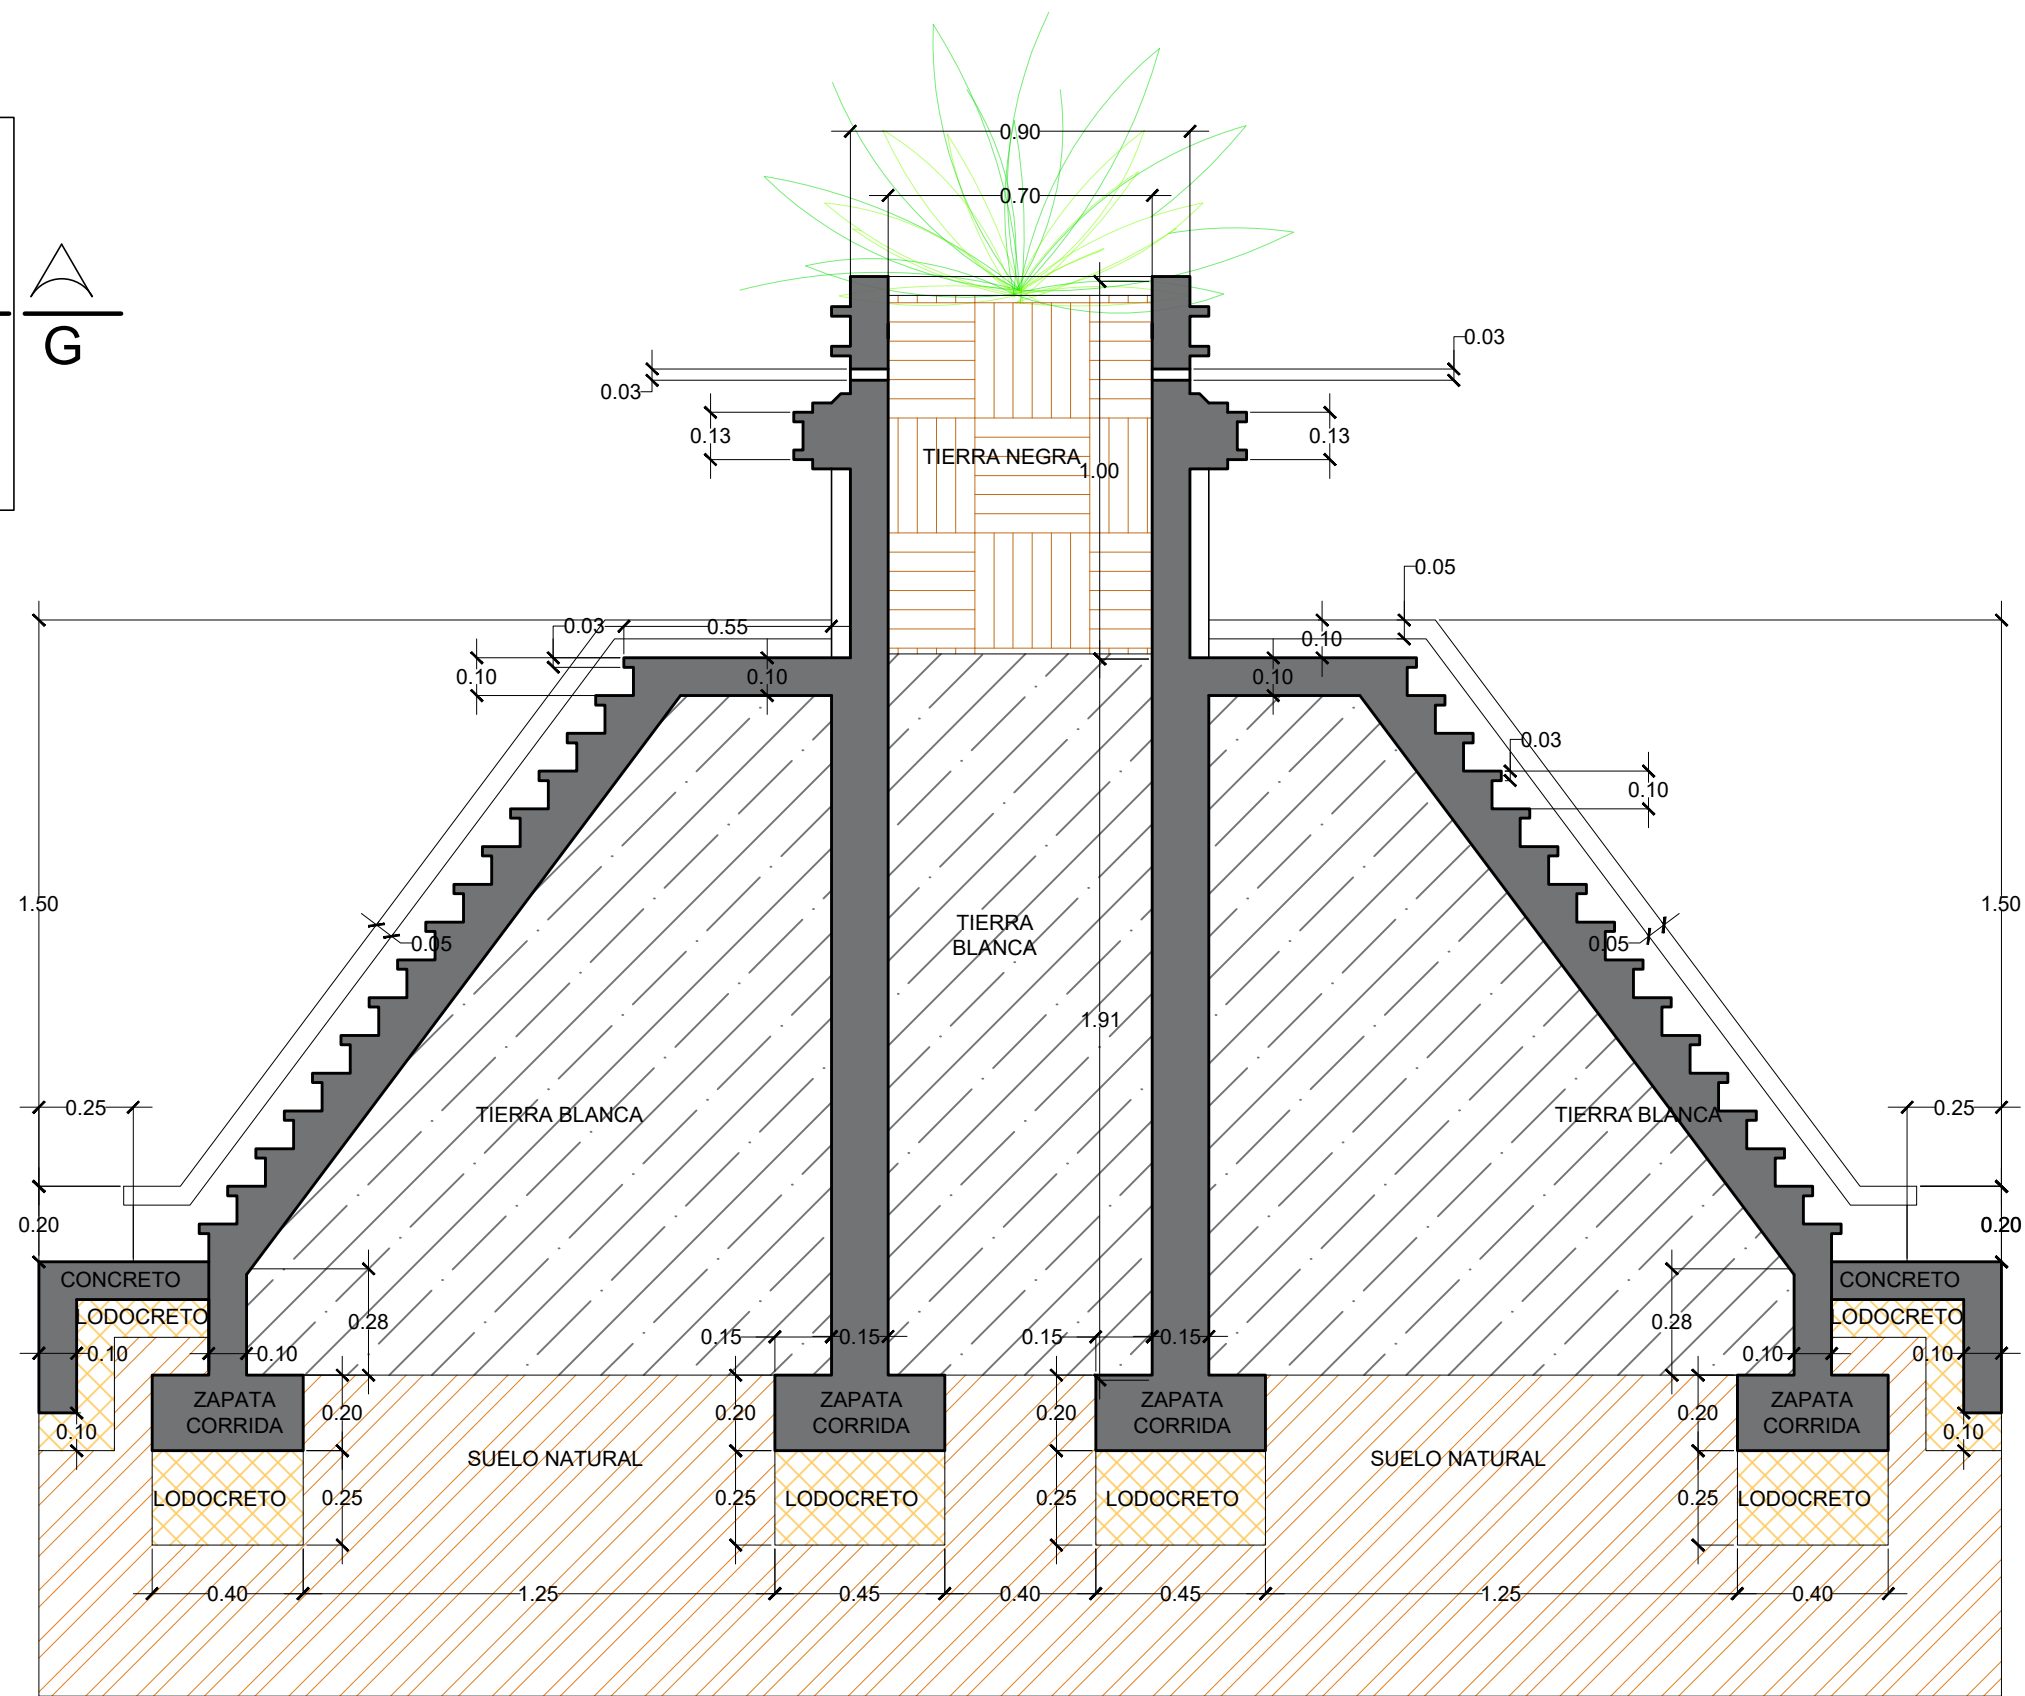 0.90
0.70
G
0.03
0.03
0.13
0.13
TIERRA NEGRA
1.00
0.05
0.03
0.55
0.10
0.10
0.10
0.10
0.03
0.10
1.50
1.50
TIERRA
BLANCA
0.05
0.05
1.91
0.25
TIERRA BLANCA
TIERRA BLANCA
0.25
0.20
0.20
CONCRETO
CONCRETO
LODOCRETO
LODOCRETO
0.28
0.28
0.15
0.15
0.15
0.15
0.10
0.10
0.10
0.10
ZAPATA
CORRIDA
ZAPATA
CORRIDA
ZAPATA
CORRIDA
ZAPATA
CORRIDA
0.20
0.20
0.20
0.20
0.10
0.10
SUELO NATURAL
SUELO NATURAL
LODOCRETO
0.25
0.25
LODOCRETO
0.25
LODOCRETO
0.25
LODOCRETO
0.40
1.25
0.45
0.40
0.45
1.25
0.40